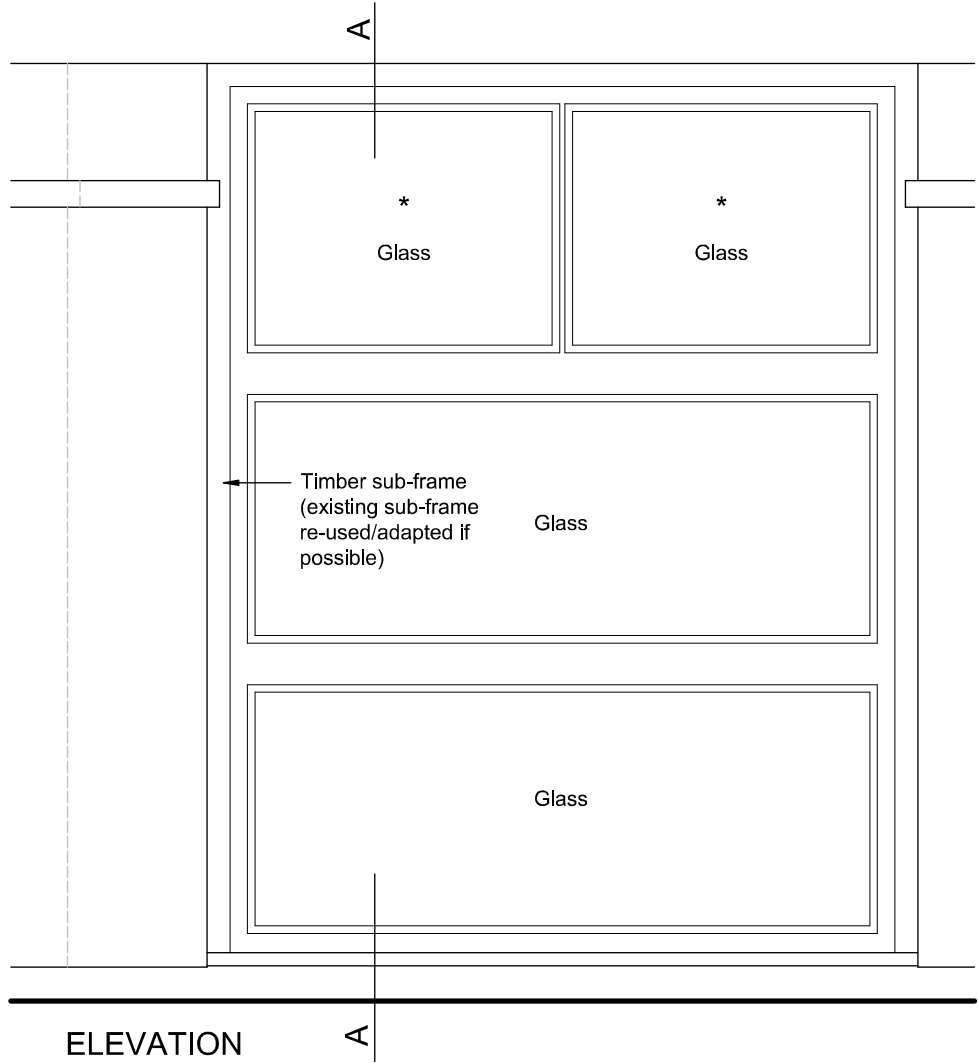 A
*
*
Glass
Glass
Timber sub-frame
(existing sub-frame
re-used/adapted if
possible)
Glass
Glass
A
ELEVATION